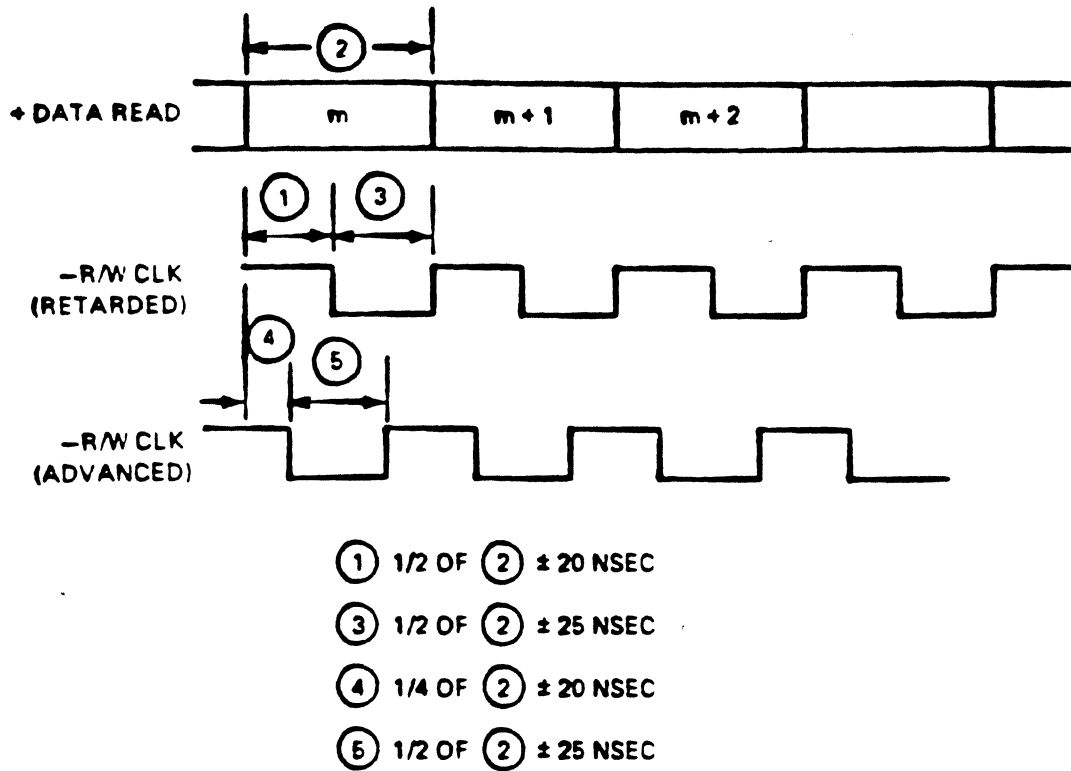 2
+ DATA READ m m + 1 m + 2
1 3
–R/W CLK
(RETARDED)
4
5
–R/W CLK
(ADVANCED)
1 1/2 OF 2 ± 20 NSEC
3 1/2 OF 2 ± 25 NSEC
4 1/4 OF 2 ± 20 NSEC
5 1/2 OF 2 ± 25 NSEC